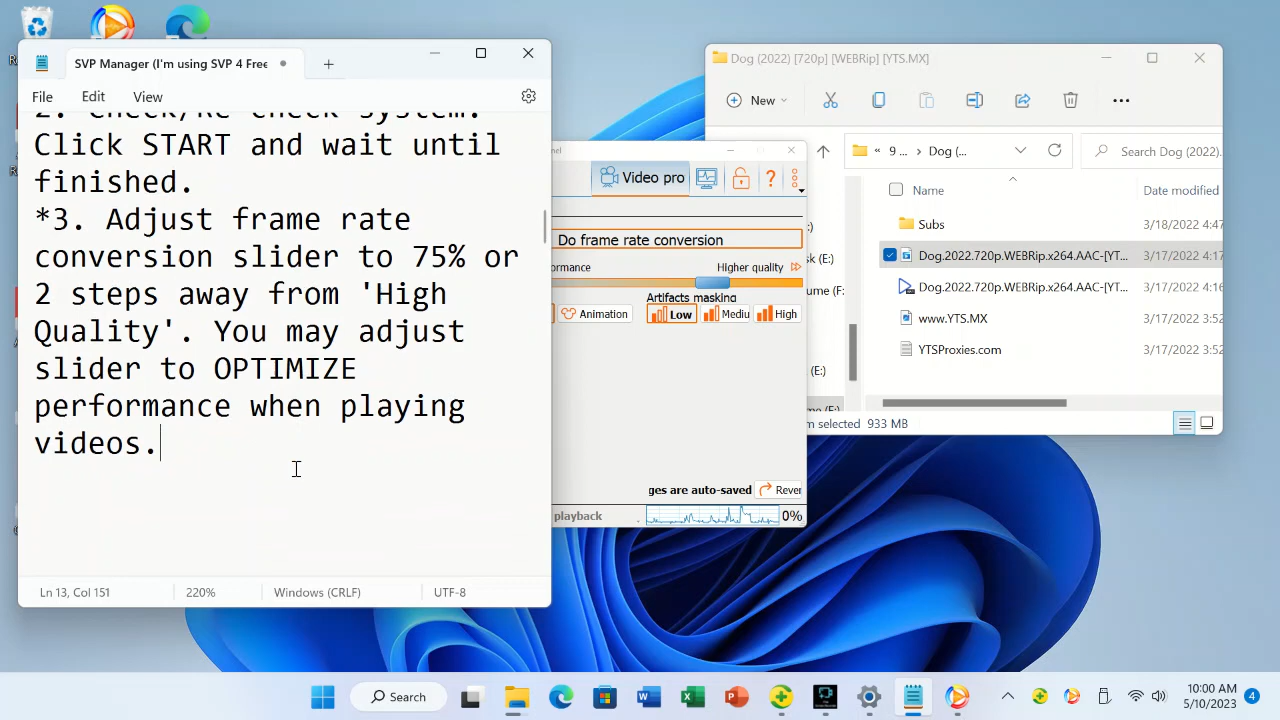 SVP Manager (I'm using SVP 4 Free
File Edit View
Click START and wait until
finished.
*3. Adjust frame rate
conversion slider to 75% or
2 steps away from 'High
Quality'. You may adjust
slider to OPTIMIZE
performance when playing
videos.
Ln 13, Col 151 220% Windows (CRLF) UTF-8
Video pro
Do frame rate conversion
Higher quality
Artifacts masking
Animation Low Mediu High
ges are auto-saved Rever
playback 0%
Dog (2022) [720p] [WEBRip] [YTS.MX]
New
« 9 ... › Dog (... Search Dog (2022).
Name Date modified
Subs 3/18/2022 4:47
Dog.2022.720p.WEBRip.x264.AAC-[YT... 3/17/2022 4:17
Dog.2022.720p.WEBRip.x264.AAC-[YT... 3/17/2022 4:16
www.YTS.MX 3/17/2022 3:52
YTSProxies.com 3/17/2022 3:52
(E:)
m selected 933 MB
Search
10:00 AM
5/10/2023
4